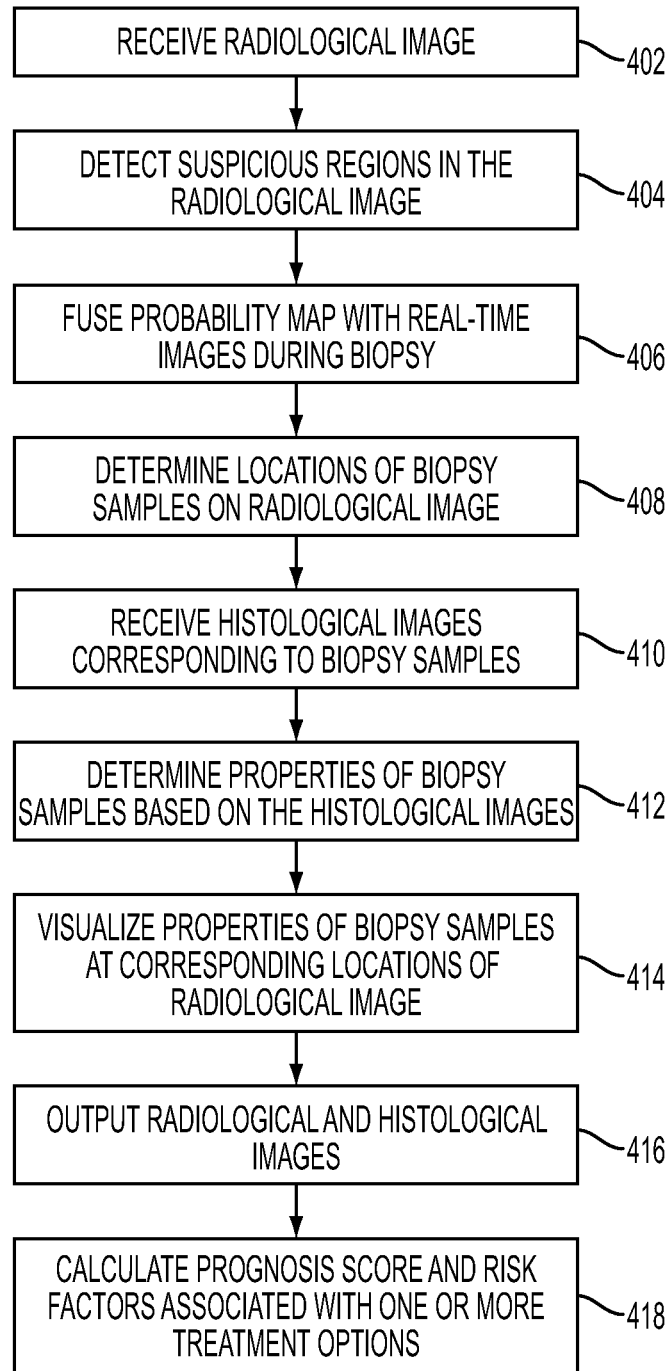 RECEIVE RADIOLOGICAL IMAGE
402
DETECT SUSPICIOUS REGIONS IN THE
RADIOLOGICAL IMAGE
404
FUSE PROBABILITY MAP WITH REAL-TIME
IMAGES DURING BIOPSY
406
DETERMINE LOCATIONS OF BIOPSY
SAMPLES ON RADIOLOGICAL IMAGE
408
RECEIVE HISTOLOGICAL IMAGES
CORRESPONDING TO BIOPSY SAMPLES
410
DETERMINE PROPERTIES OF BIOPSY
SAMPLES BASED ON THE HISTOLOGICAL IMAGES
412
VISUALIZE PROPERTIES OF BIOPSY SAMPLES
AT CORRESPONDING LOCATIONS OF
RADIOLOGICAL IMAGE
414
OUTPUT RADIOLOGICAL AND HISTOLOGICAL
IMAGES
416
CALCULATE PROGNOSIS SCORE AND RISK
FACTORS ASSOCIATED WITH ONE OR MORE
TREATMENT OPTIONS
418